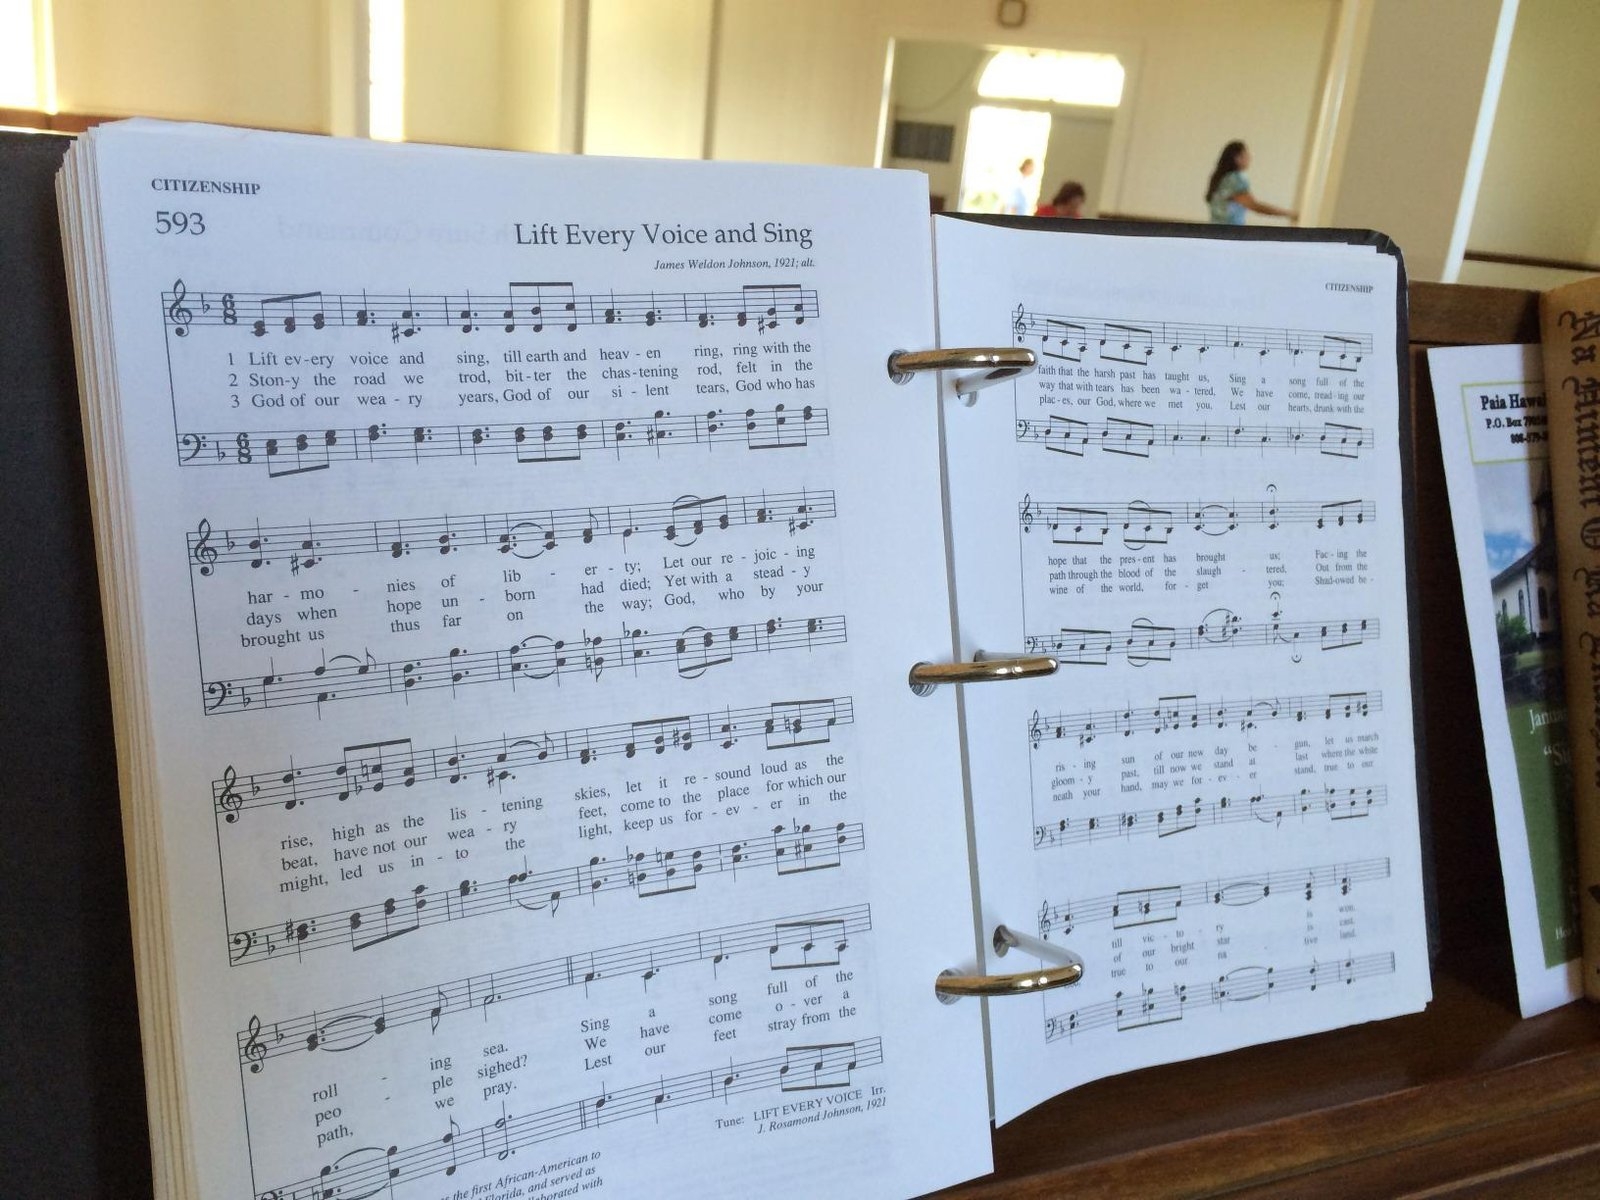 CITIZENSHIP
593
Lift Every Voice and Sing
James Weldon Johnson, 1921; alt.
1 Lift ev-ery voice and sing, till earth and heav - en ring, ring with the
2 Ston-y the road we trod, bit-ter the chas-tening rod, felt in the
3 God of our wea - ry years, God of our si - lent tears, God who has
har - mo - nies of lib - er - ty; Let our re - joic - ing
days when hope un - born had died; Yet with a stead - y
brought us thus far on the way; God, who by your
rise, high as the lis - tening skies, let it re - sound loud as the
beat, have not our wea - ry feet, come to the place for which our
might, led us in - to the light, keep us for - ev - er in the
roll - ing sea. Sing a song full of the
peo - ple sighed? We have come o - ver a
path, we pray. Lest our feet stray from the
Tune: LIFT EVERY VOICE Irr.
J. Rosamond Johnson, 1921
the first African-American to
Florida, and served as
with
CITIZENSHIP
faith that the harsh past has taught us, Sing a song full of the
way that with tears has been wa - tered, We have come, tread-ing our
plac - es, our God, where we met you, Lest our hearts, drunk with the
hope that the pres - ent has brought us; Fac - ing the
path through the blood of the slaugh - tered, Out from the
wine of the world, for - get you; Shad-owed be -
ris - ing sun of our new day be - gun, let us march
gloom - y past, till now we stand at last where the white
neath your hand, may we for - ev - er stand, true to our
till vic - to - ry is won.
of our bright star is cast.
true to our na - tive land.
Paia Hawai
P.O. Box